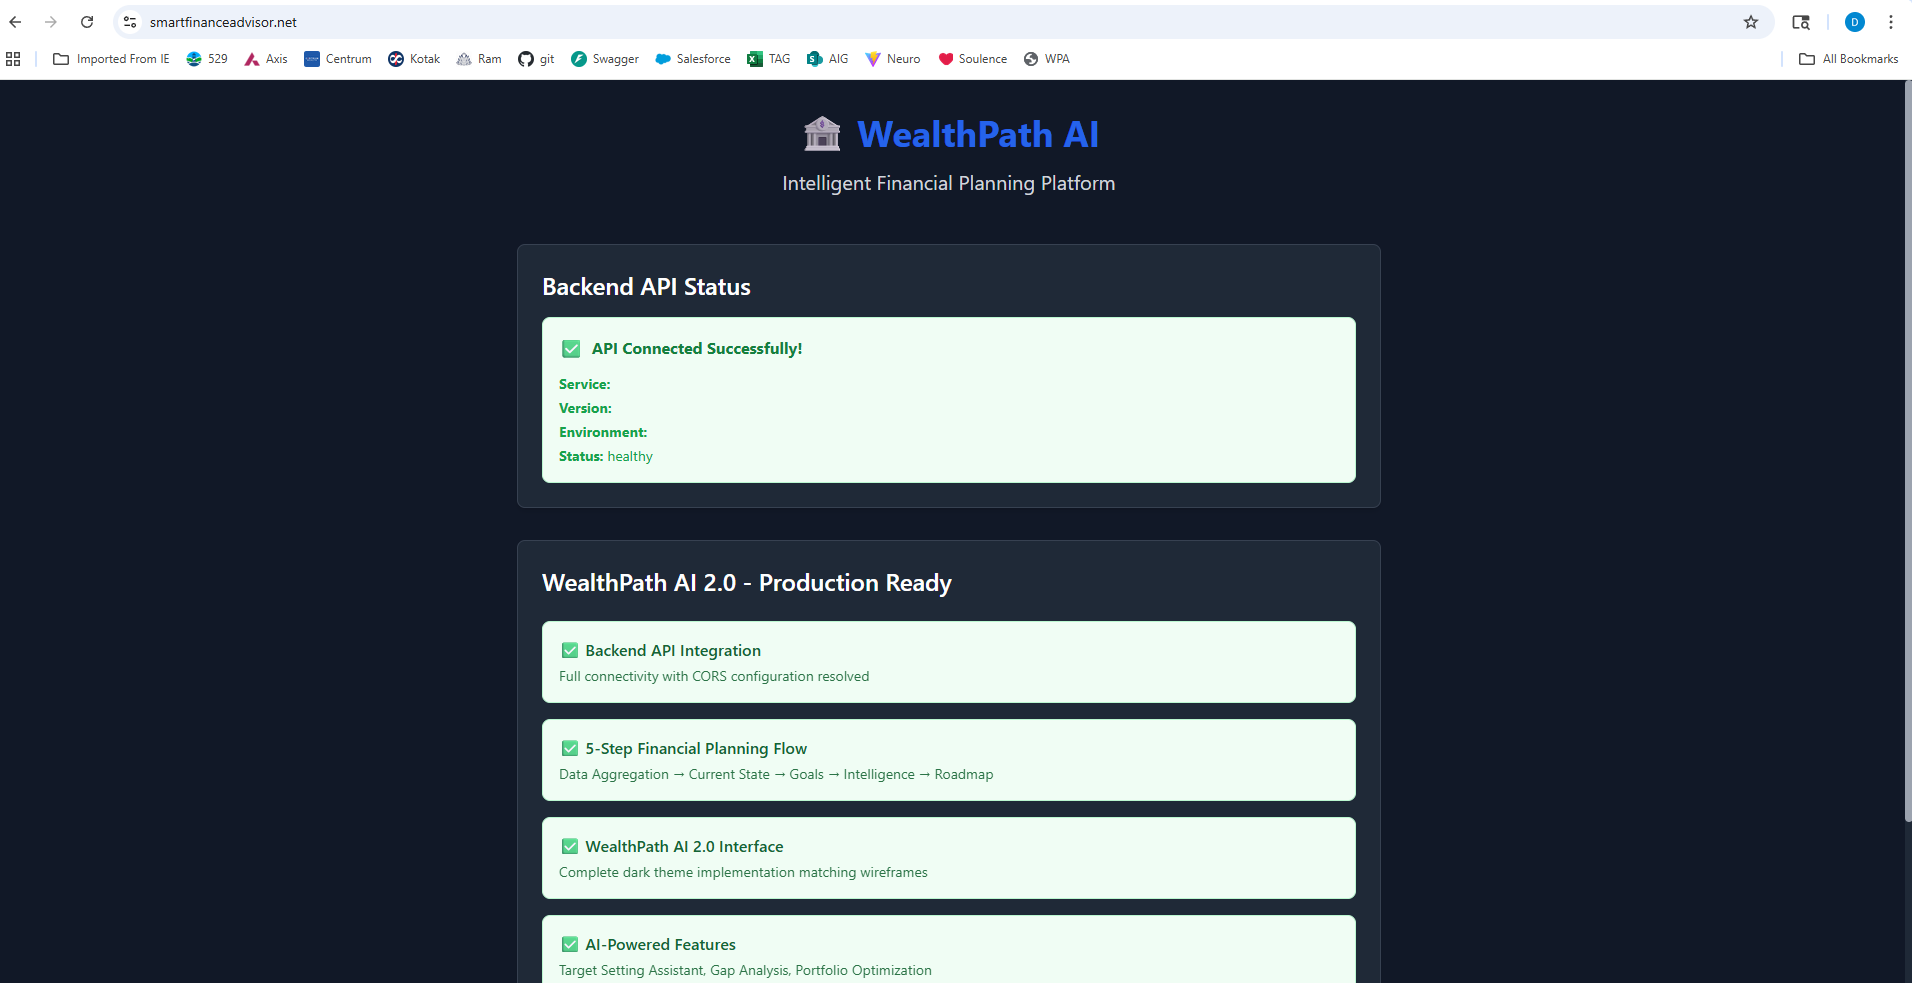 smartfinanceadvisor.net
D
Imported From IE 529 Axis Centrum Kotak Ram git Swagger Salesforce TAG AIG Neuro Soulence WPA All Bookmarks
WealthPath AI
Intelligent Financial Planning Platform
Backend API Status
✅ API Connected Successfully!
Service:
Version:
Environment:
Status: healthy
WealthPath AI 2.0 - Production Ready
✅ Backend API Integration
Full connectivity with CORS configuration resolved
✅ 5-Step Financial Planning Flow
Data Aggregation → Current State → Goals → Intelligence → Roadmap
✅ WealthPath AI 2.0 Interface
Complete dark theme implementation matching wireframes
✅ AI-Powered Features
Target Setting Assistant, Gap Analysis, Portfolio Optimization